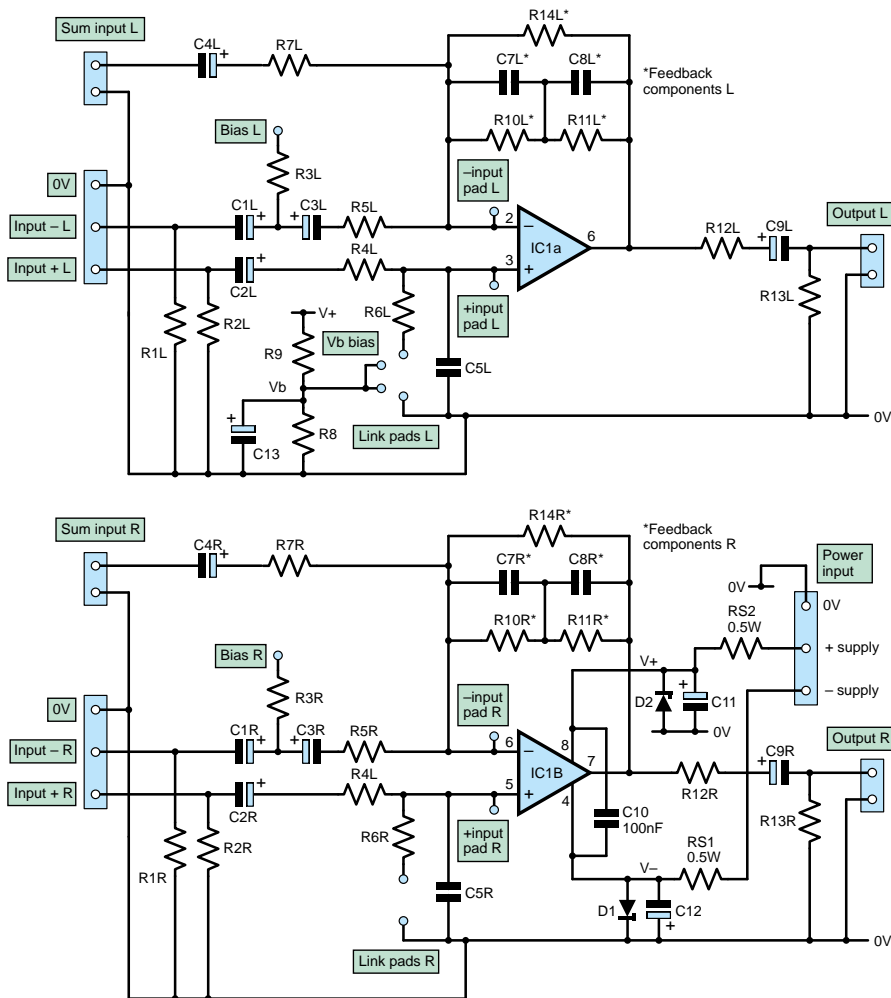 R14L*
Sum input L
C4L
+
R7L
C7L*
C8L*
*Feedback
components L
Bias L
R10L*
R11L*
0V
R3L
–input
pad L
C1L
+
+
C3L
R5L
Input – L
2
–
IC1a
6
R12L
C9L
+
Output L
Input + L
R4L
3
+
+
C2L
R6L
+input
pad L
R13L
R1L
R2L
V+
R9
Vb bias
C5L
Vb
+
0V
R8
Link pads L
C13
R14R*
*Feedback
components R
Sum input R
C4R
+
R7R
C7R*
C8R*
Power
input
0V
0V
R10R*
R11R*
RS2
0.5W
+ supply
Bias R
V+
R3R
– supply
0V
–input
pad R
D2
+
C11
C1R
+
+
C3R
R5R
0V
Input – R
6
–
8
7
C9R
+
Output R
IC1B
Input + R
R4L
5
+
4
R12R
+
C2R
C10
100nF
R6R
+input
pad R
R13R
RS1
0.5W
R1R
R2R
V–
C5R
D1
C12
+
0V
Link pads R